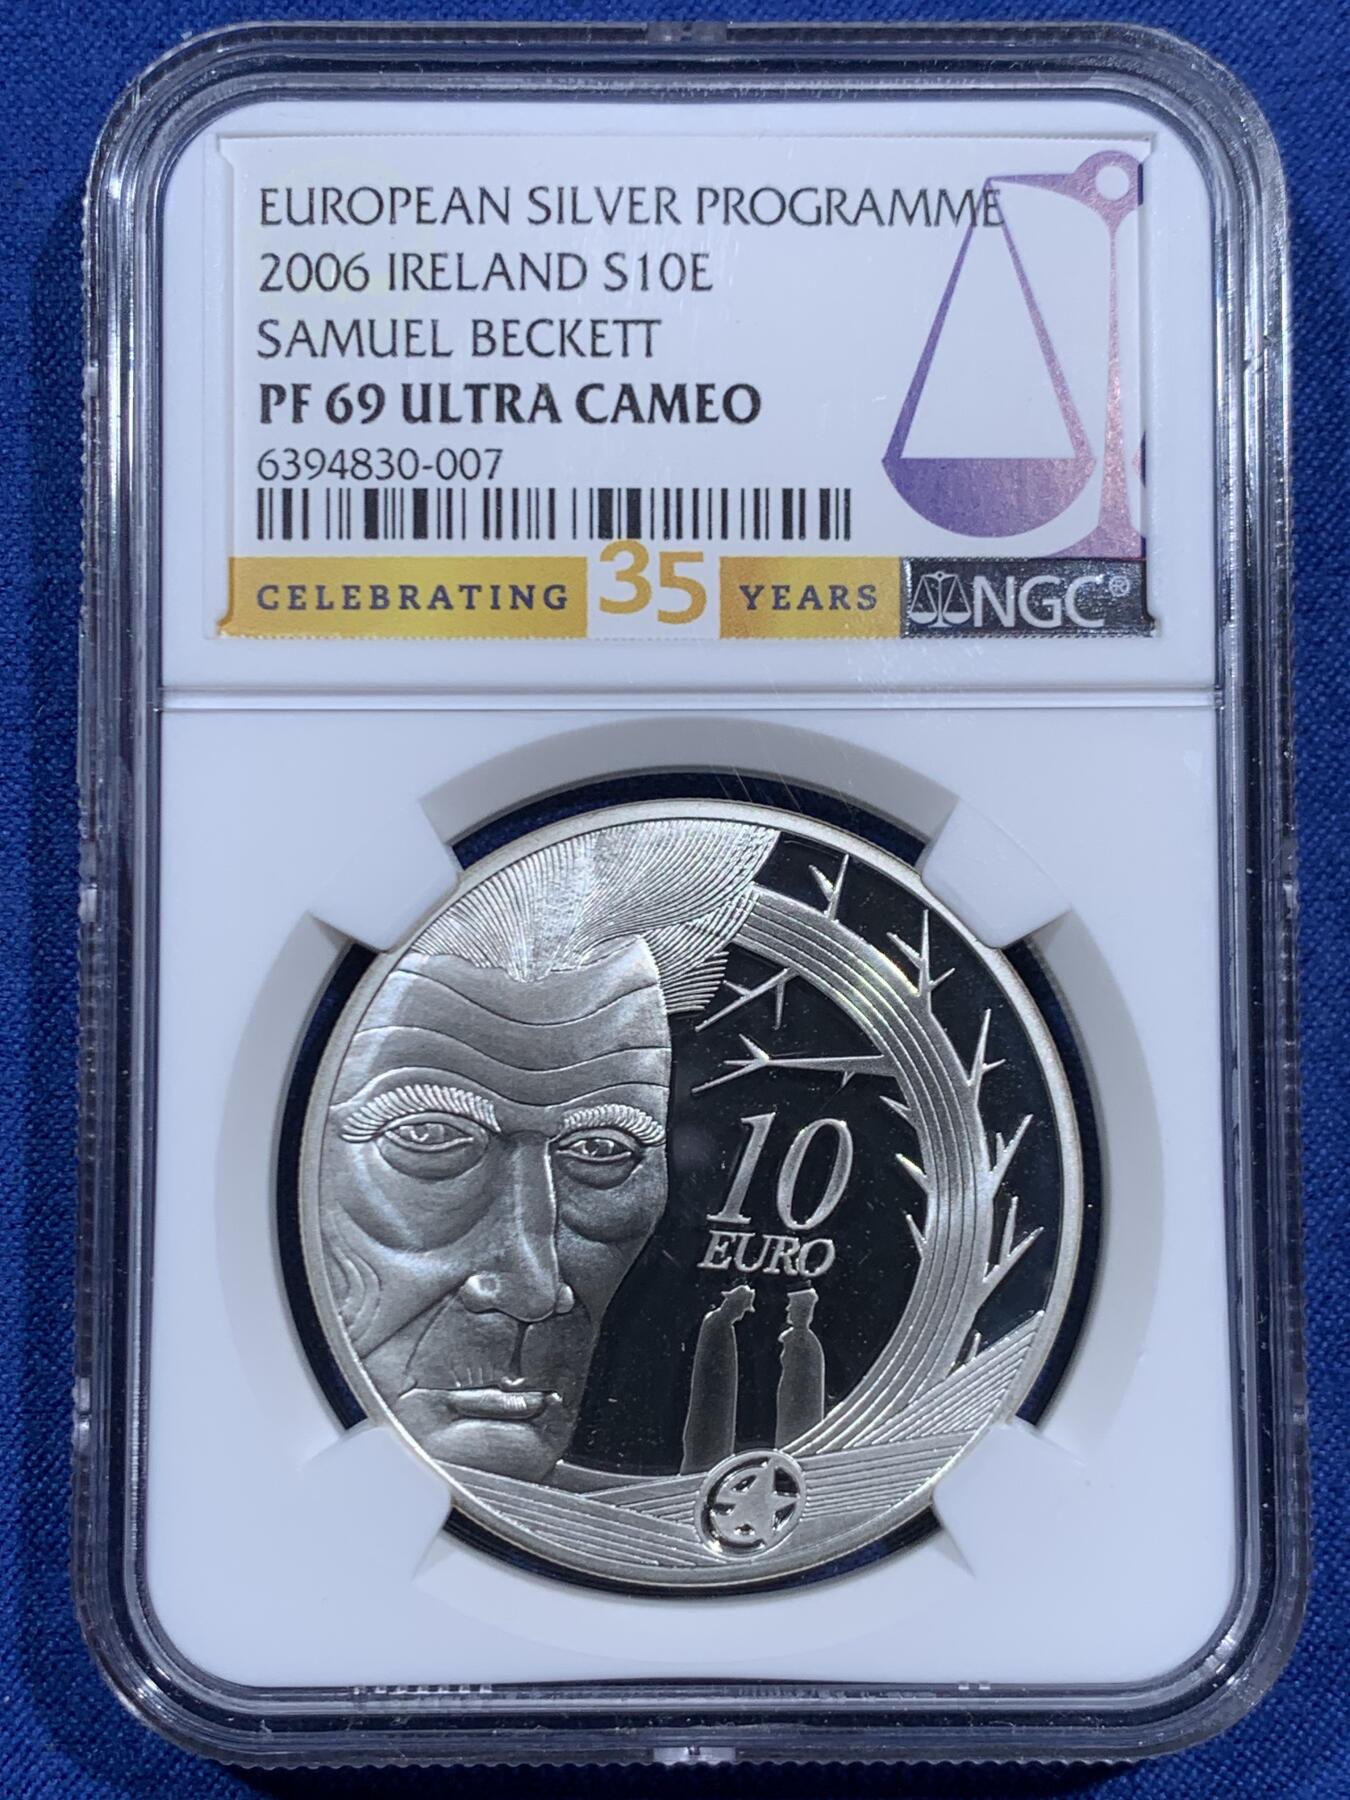 EUROPEAN SILVER PROGRAMME
2006 IRELAND S10E
SAMUEL BECKETT
PF 69 ULTRA CAMEO
6394830-007
CELEBRATING 35 YEARS NGC®
10
EURO